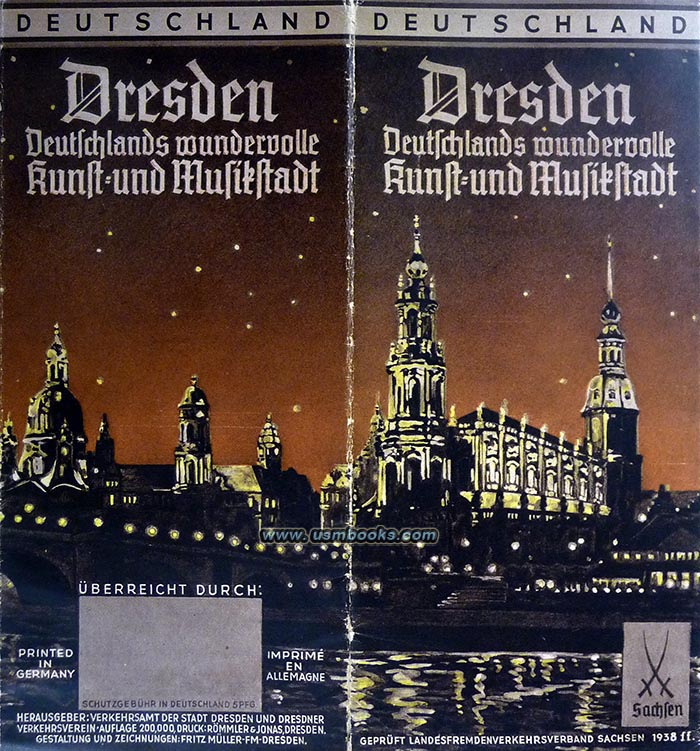 DEUTSCHLAND
Dresden
Deutschlands wundervolle
Kunst- und Musikstadt
ÜBERREICHT DURCH:
PRINTED
IN
GERMANY
IMPRIMÉ
EN
ALLEMAGNE
SCHUTZGEBÜHR IN DEUTSCHLAND 5 PFG.
HERAUSGEBER: VERKEHRSAMT DER STADT DRESDEN UND DRESDNER
VERKEHRSVEREIN · AUFLAGE 200,000, DRUCK: RÖMMLER & JONAS, DRESDEN.
GESTALTUNG UND ZEICHNUNGEN: FRITZ MÜLLER-FM-DRESDEN.
DEUTSCHLAND
Dresden
Deutschlands wundervolle
Kunst- und Musikstadt
www.usmbooks.com
Sachsen
GEPRÜFT LANDESFREMDENVERKEHRSVERBAND SACHSEN 1938 ff.